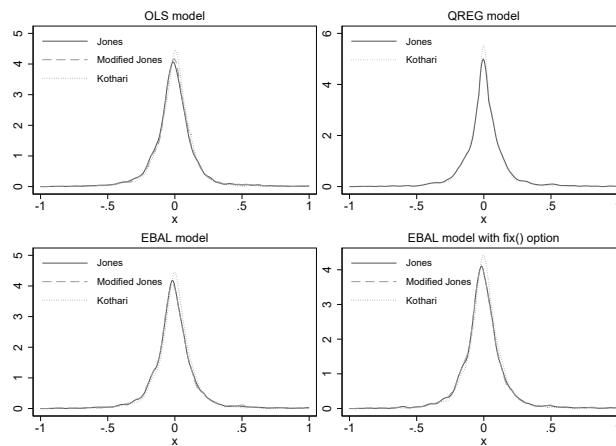 OLS model
Jones
Modified Jones
Kothari
5
4
3
2
1
0
-1
-.5
0
.5
1
x
QREG model
Jones
Kothari
6
4
2
0
-1
-.5
0
.5
1
x
EBAL model
Jones
Modified Jones
Kothari
5
4
3
2
1
0
-1
-.5
0
.5
1
x
EBAL model with fix() option
Jones
Modified Jones
Kothari
4
3
2
1
0
-1
-.5
0
.5
1
x